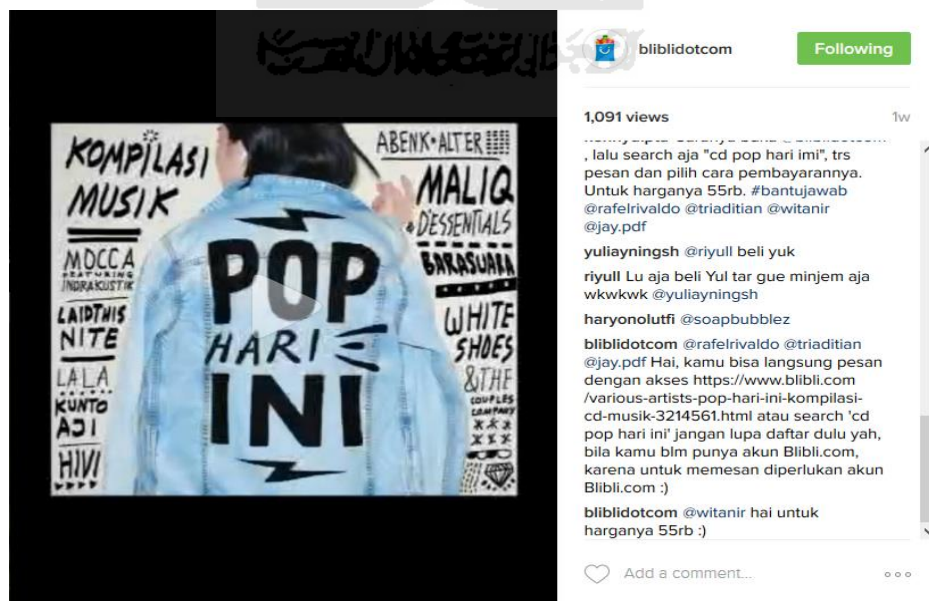 bliblidotcom
Following
1,091 views
1w
, lalu search aja "cd pop hari imi", trs
pesan dan pilih cara pembayarannya.
Untuk harganya 55rb. #bantujawab
@rafelrivaldo @triaditian @witanir
@jay.pdf
yuliayningsh @riyull beli yuk
riyull Lu aja beli Yul tar gue minjem aja
wkwkwk @yuliayningsh
haryonolutfi @soapbubblez
bliblidotcom @rafelrivaldo @triaditian
@jay.pdf Hai, kamu bisa langsung pesan
dengan akses https://www.blibli.com
/various-artists-pop-hari-ini-kompilasi-
cd-musik-3214561.html atau search 'cd
pop hari ini' jangan lupa daftar dulu yah,
bila kamu blm punya akun Blibli.com,
karena untuk memesan diperlukan akun
Blibli.com :)
bliblidotcom @witanir hai untuk
harganya 55rb :)
Add a comment...
KOMPILASI
MUSIK
MOCCA
FEATURING
INDRAKUSTIK
LAIDTHIS
NITE
LALA
KUNTO
AJI
HIVI
POP
HARI
INI
ABENK•ALTER
MALIQ
& D'ESSENTIALS
BARASUARA
WHITE
SHOES
& THE
COUPLES
COMPANY